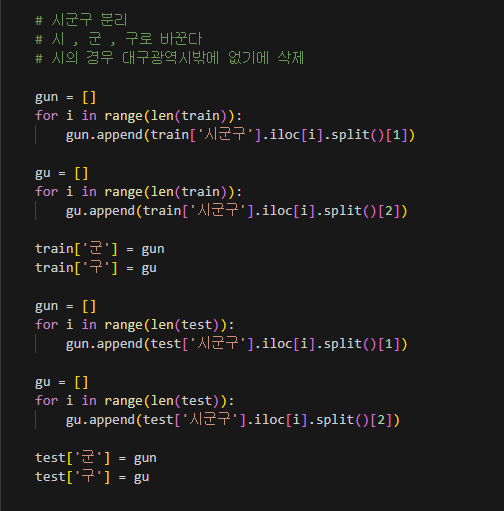 # 시군구 분리
# 시 , 군 , 구로 바꾼다
# 시의 경우 대구광역시밖에 없기에 삭제
gun = []
for i in range(len(train)):
    gun.append(train['시군구'].iloc[i].split()[1])
gu = []
for i in range(len(train)):
    gu.append(train['시군구'].iloc[i].split()[2])
train['군'] = gun
train['구'] = gu
gun = []
for i in range(len(test)):
    gun.append(test['시군구'].iloc[i].split()[1])
gu = []
for i in range(len(test)):
    gu.append(test['시군구'].iloc[i].split()[2])
test['군'] = gun
test['구'] = gu